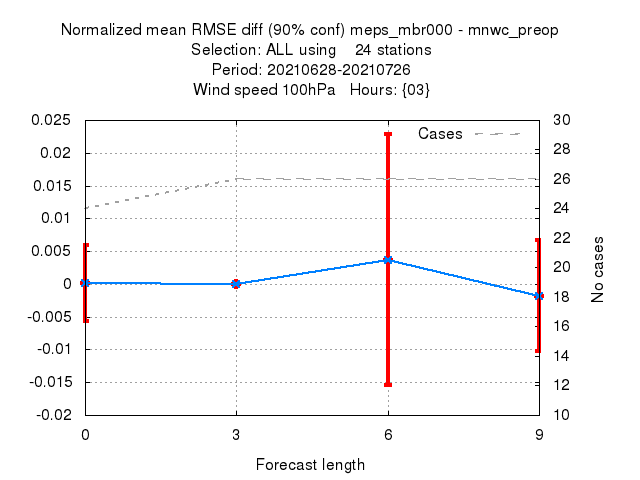 Normalized mean RMSE diff (90% conf) meps_mbr000 - mnwc_preop
Selection: ALL using    24 stations
Period: 20210628-20210726
Wind speed 100hPa   Hours: {03}
0.025
0.02
0.015
0.01
0.005
0
-0.005
-0.01
-0.015
-0.02
Cases
30
28
26
24
22
20
18
16
14
12
10
No cases
0 3 6 9
Forecast length